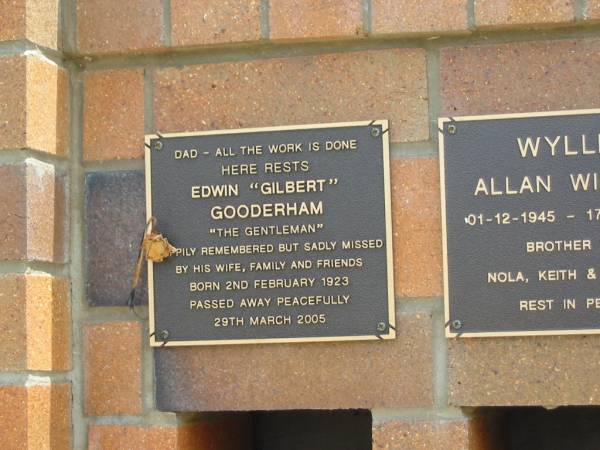 DAD - ALL THE WORK IS DONE
HERE RESTS
EDWIN "GILBERT"
GOODERHAM
"THE GENTLEMAN"
PILY REMEMBERED BUT SADLY MISSED
BY HIS WIFE, FAMILY AND FRIENDS
BORN 2ND FEBRUARY 1923
PASSED AWAY PEACEFULLY
29TH MARCH 2005
WYLL
ALLAN WI
01-12-1945 - 17
BROTHER
NOLA, KEITH &
REST IN PE